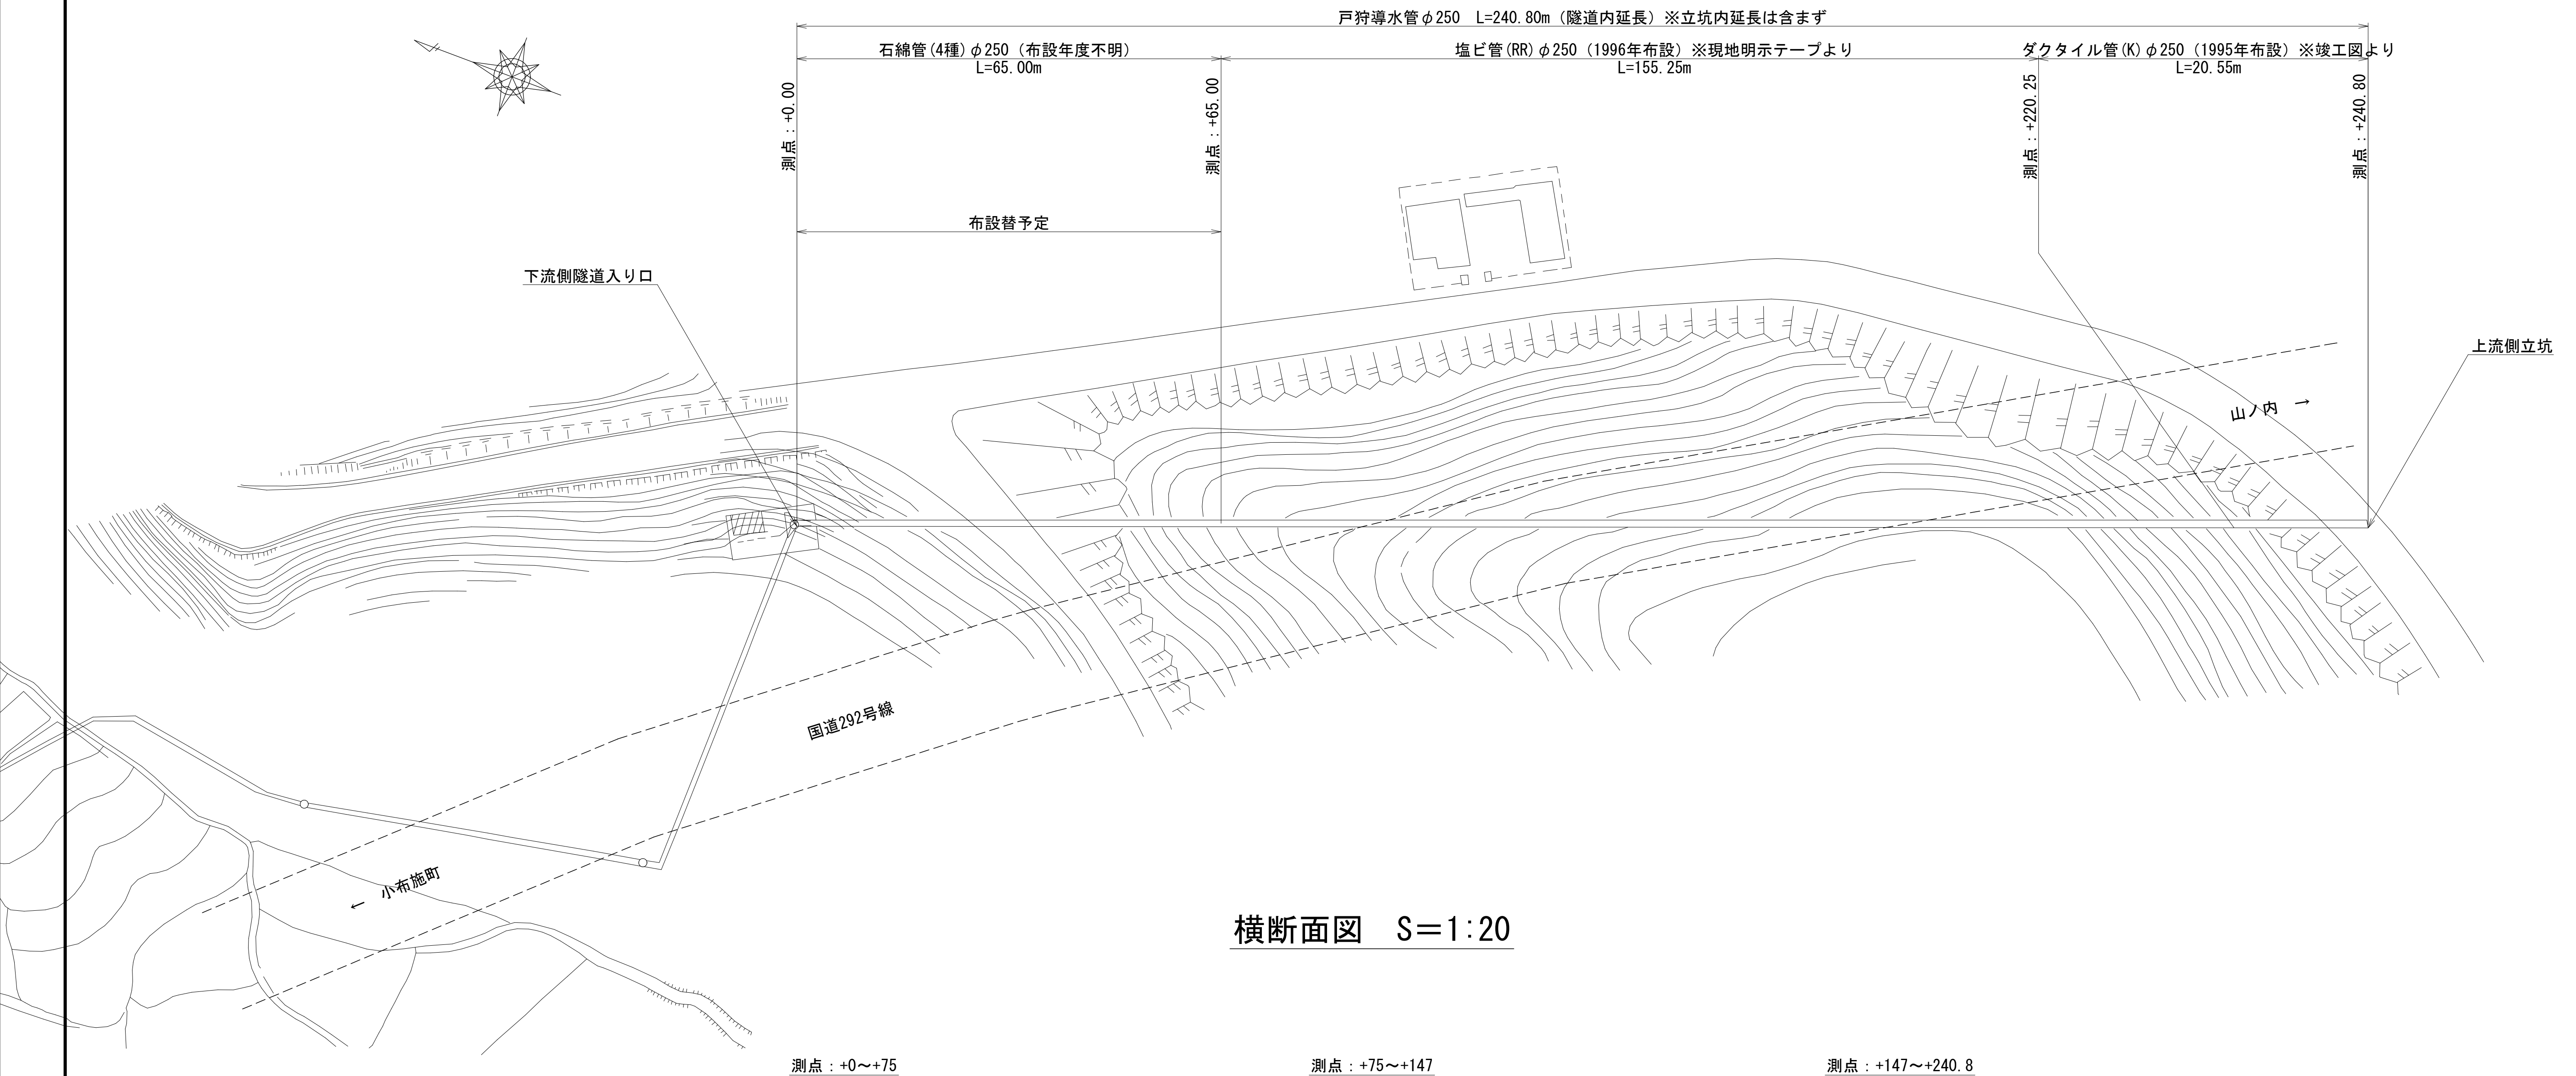 戸狩導水管φ250　L=240.80m（隧道内延長）※立坑内延長は含まず
石綿管(4種)φ250（布設年度不明）
L=65.00m
塩ビ管(RR)φ250（1996年布設）※現地明示テープより
L=155.25m
ダクタイル管(K)φ250（1995年布設）※竣工図より
L=20.55m
測点：+0.00
測点：+65.00
測点：+220.25
測点：+240.80
布設替予定
下流側隧道入り口
上流側立坑
山ノ内　→
国道292号線
←　小布施町
横断面図　S＝1:20
測点：+0～+75
測点：+75～+147
測点：+147～+240.8